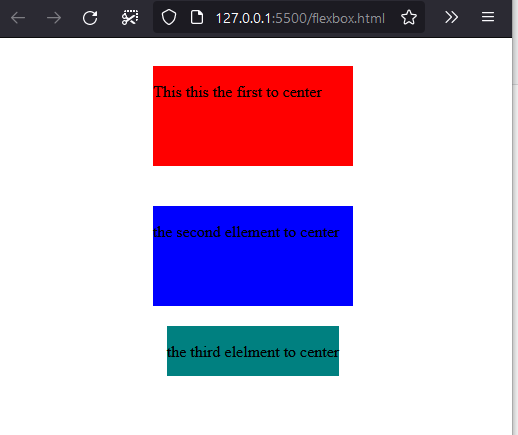 127.0.0.1:5500/flexbox.html
This this the first to center
the second ellement to center
the third elelment to center